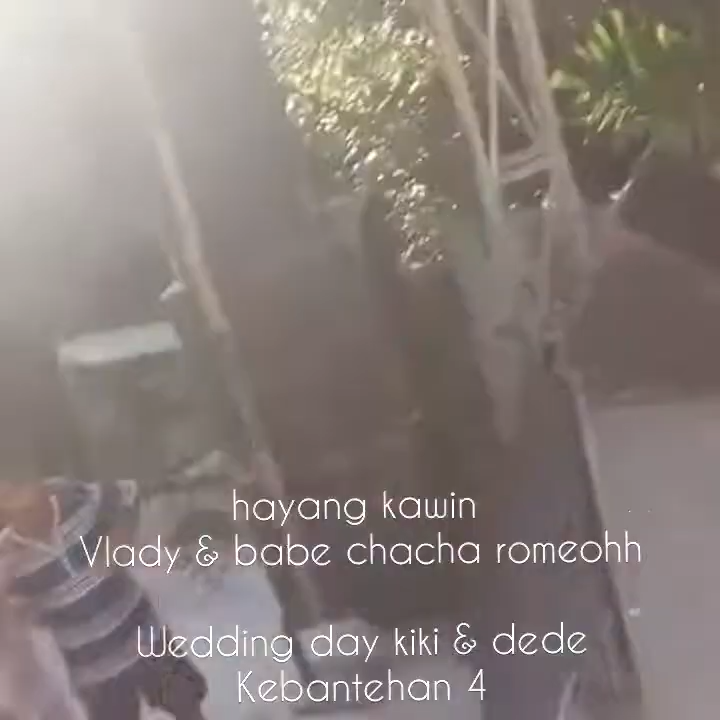 hayang kawin
Vlady & babe chacha romeohh
Wedding day kiki & dede
Kebantehan 4